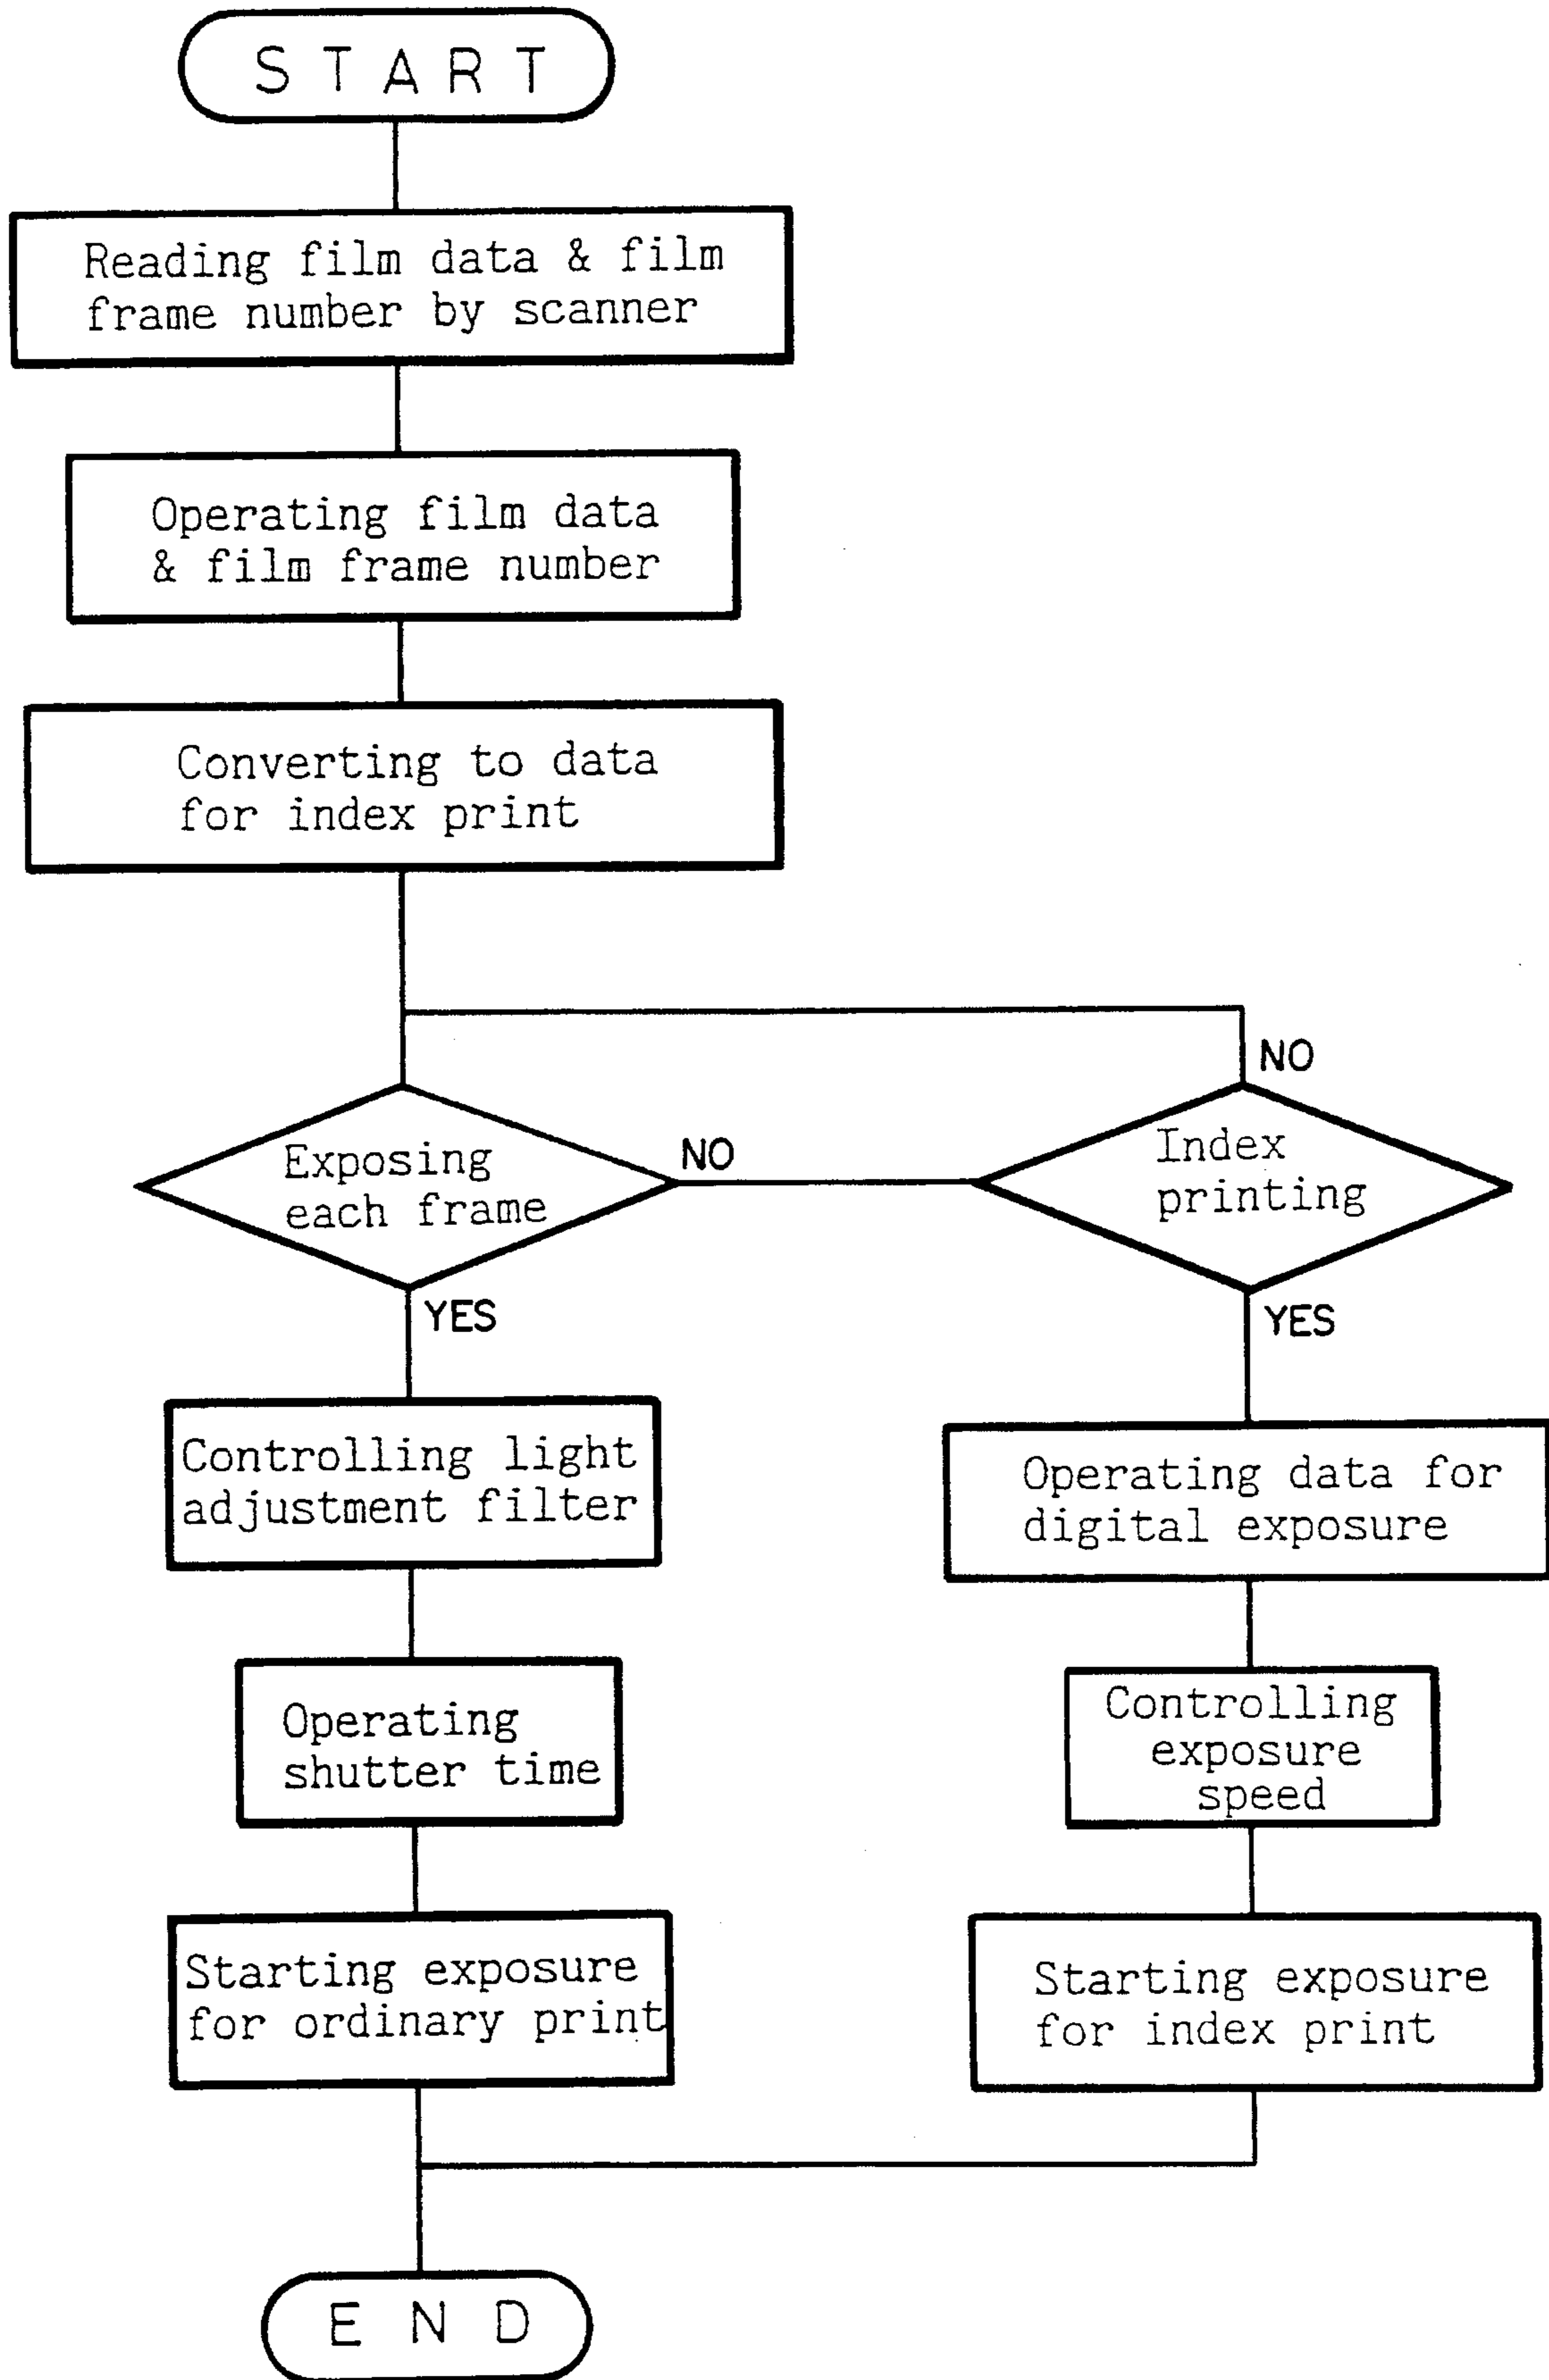 START
Reading film data & film
frame number by scanner
Operating film data
& film frame number
Converting to data
for index print
Exposing
each frame
NO
YES
Index
printing
NO
YES
Controlling light
adjustment filter
Operating
shutter time
Starting exposure
for ordinary print
Operating data for
digital exposure
Controlling
exposure
speed
Starting exposure
for index print
END